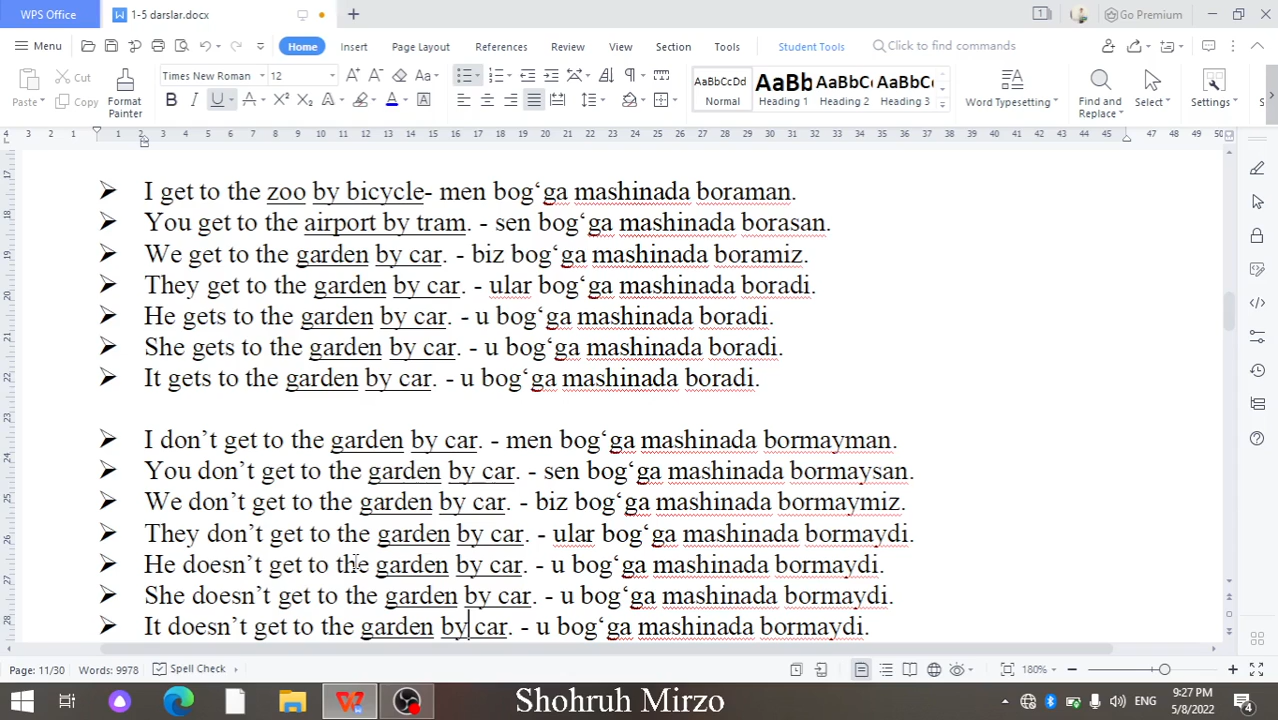 WPS Office
1-5 darslar.docx
Go Premium
Menu
Home
Insert
Page Layout
References
Review
View
Section
Tools
Student Tools
Click to find commands
Paste
Cut
Copy
Format Painter
Times New Roman
12
AaBbCcDd
Normal
AaBb
Heading 1
AaBbC
Heading 2
AaBbC
Heading 3
Word Typesetting
Find and Replace
Select
Settings
I get to the zoo by bicycle- men bog‘ga mashinada boraman.
You get to the airport by tram. - sen bog‘ga mashinada borasan.
We get to the garden by car. - biz bog‘ga mashinada boramiz.
They get to the garden by car. - ular bog‘ga mashinada boradi.
He gets to the garden by car. - u bog‘ga mashinada boradi.
She gets to the garden by car. - u bog‘ga mashinada boradi.
It gets to the garden by car. - u bog‘ga mashinada boradi.
I don’t get to the garden by car. - men bog‘ga mashinada bormayman.
You don’t get to the garden by car. - sen bog‘ga mashinada bormaysan.
We don’t get to the garden by car. - biz bog‘ga mashinada bormaymiz.
They don’t get to the garden by car. - ular bog‘ga mashinada bormaydi.
He doesn’t get to the garden by car. - u bog‘ga mashinada bormaydi.
She doesn’t get to the garden by car. - u bog‘ga mashinada bormaydi.
It doesn’t get to the garden by car. - u bog‘ga mashinada bormaydi.
Page: 11/30
Words: 9978
Spell Check
180%
Shohruh Mirzo
ENG
9:27 PM
5/8/2022